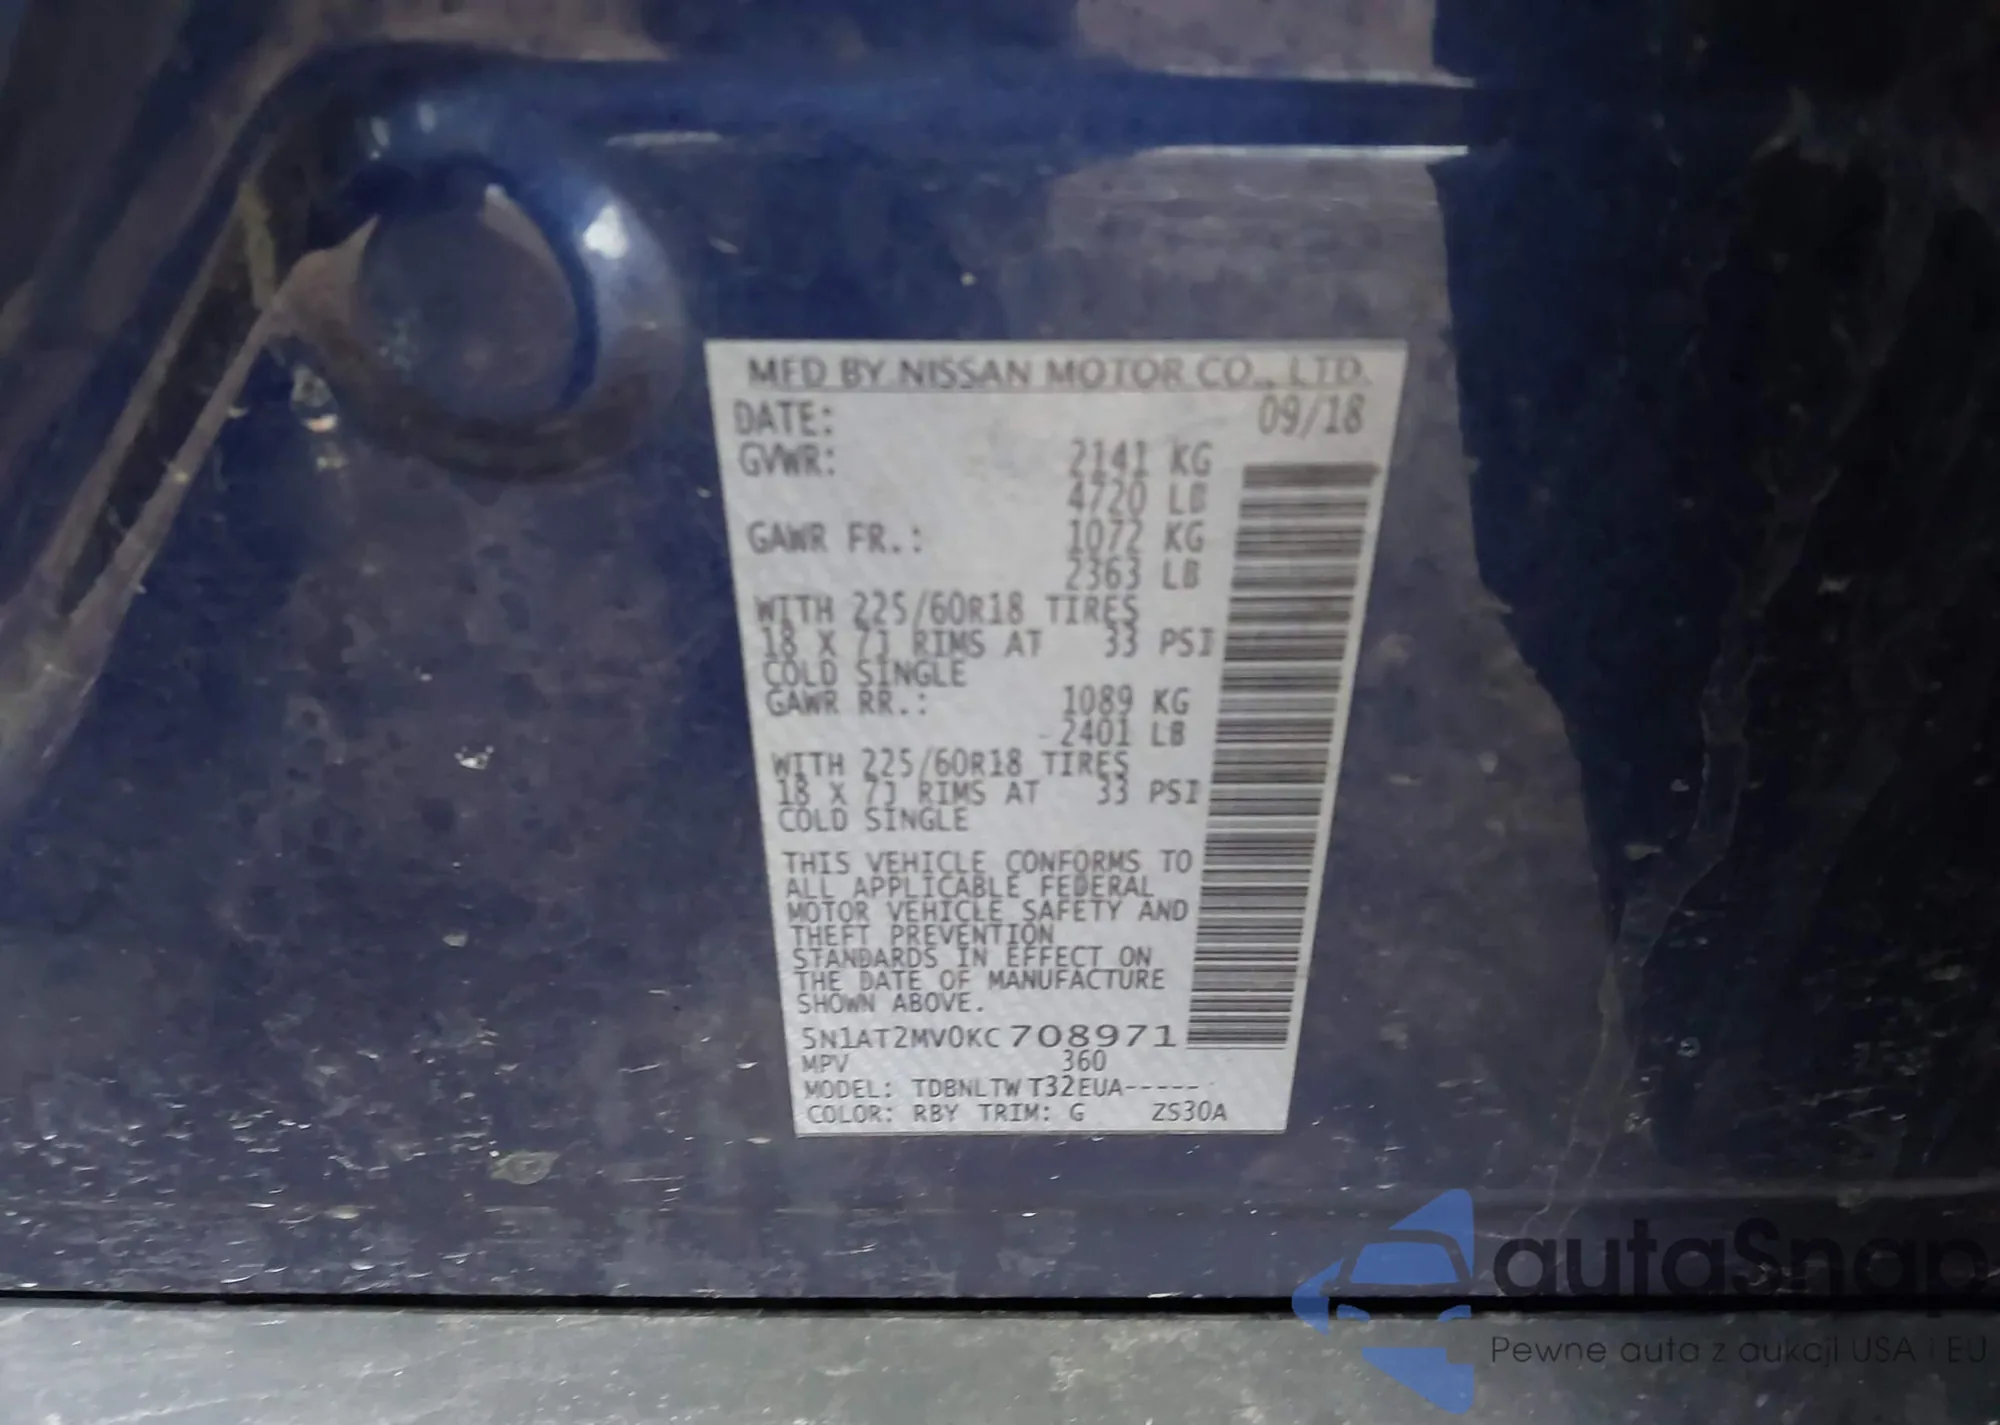 MFD BY NISSAN MOTOR CO., LTD.
DATE: 09/18
GVWR: 2141 KG
4720 LB
GAWR FR.: 1072 KG
2363 LB
WITH 225/60R18 TIRES
18 X 7J RIMS AT 33 PSI
COLD SINGLE
GAWR RR.: 1089 KG
2401 LB
WITH 225/60R18 TIRES
18 X 7J RIMS AT 33 PSI
COLD SINGLE
THIS VEHICLE CONFORMS TO
ALL APPLICABLE FEDERAL
MOTOR VEHICLE SAFETY AND
THEFT PREVENTION
STANDARDS IN EFFECT ON
THE DATE OF MANUFACTURE
SHOWN ABOVE.
5N1AT2MV0KC708971
MPV 360
MODEL: TDBNLTW T32EUA-----
COLOR: RBY TRIM: G ZS30A
autaSnap
Pewne auta z aukcji USA i EU